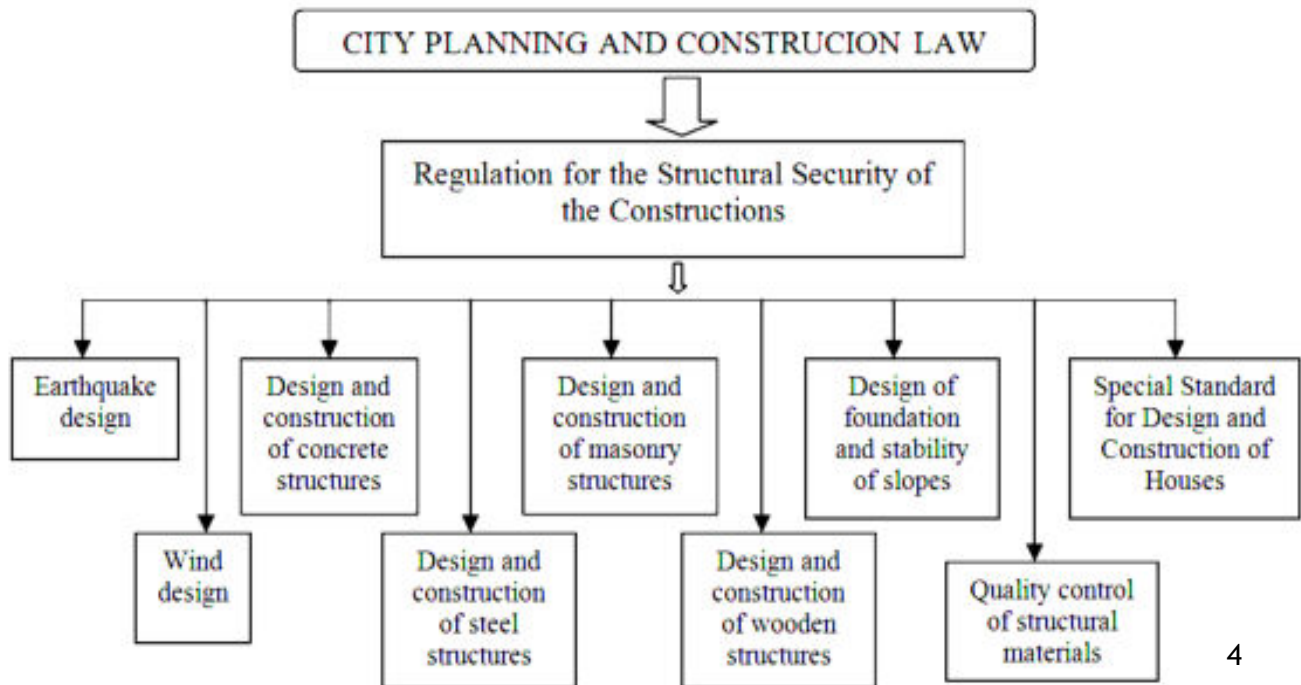 CITY PLANNING AND CONSTRUCION LAW
Regulation for the Structural Security of
the Constructions
Earthquake
design
Wind
design
Design and
construction
of concrete
structures
Design and
construction
of steel
structures
Design and
construction
of masonry
structures
Design and
construction
of wooden
structures
Design of
foundation
and stability
of slopes
Quality control
of structural
materials
Special Standard
for Design and
Construction of
Houses
4